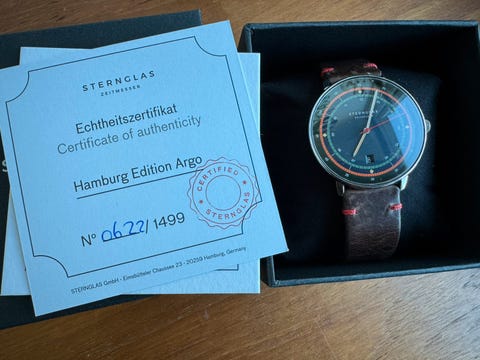 STERNGLAS
ZEITMESSER
Echtheitszertifikat
Certificate of authenticity
Hamburg Edition Argo
CERTIFIED
STERNGLAS
Nº 0622/1499
STERNGLAS GmbH - Eimsbütteler Chaussee 23 - 20259 Hamburg, Germany
STERNGLAS